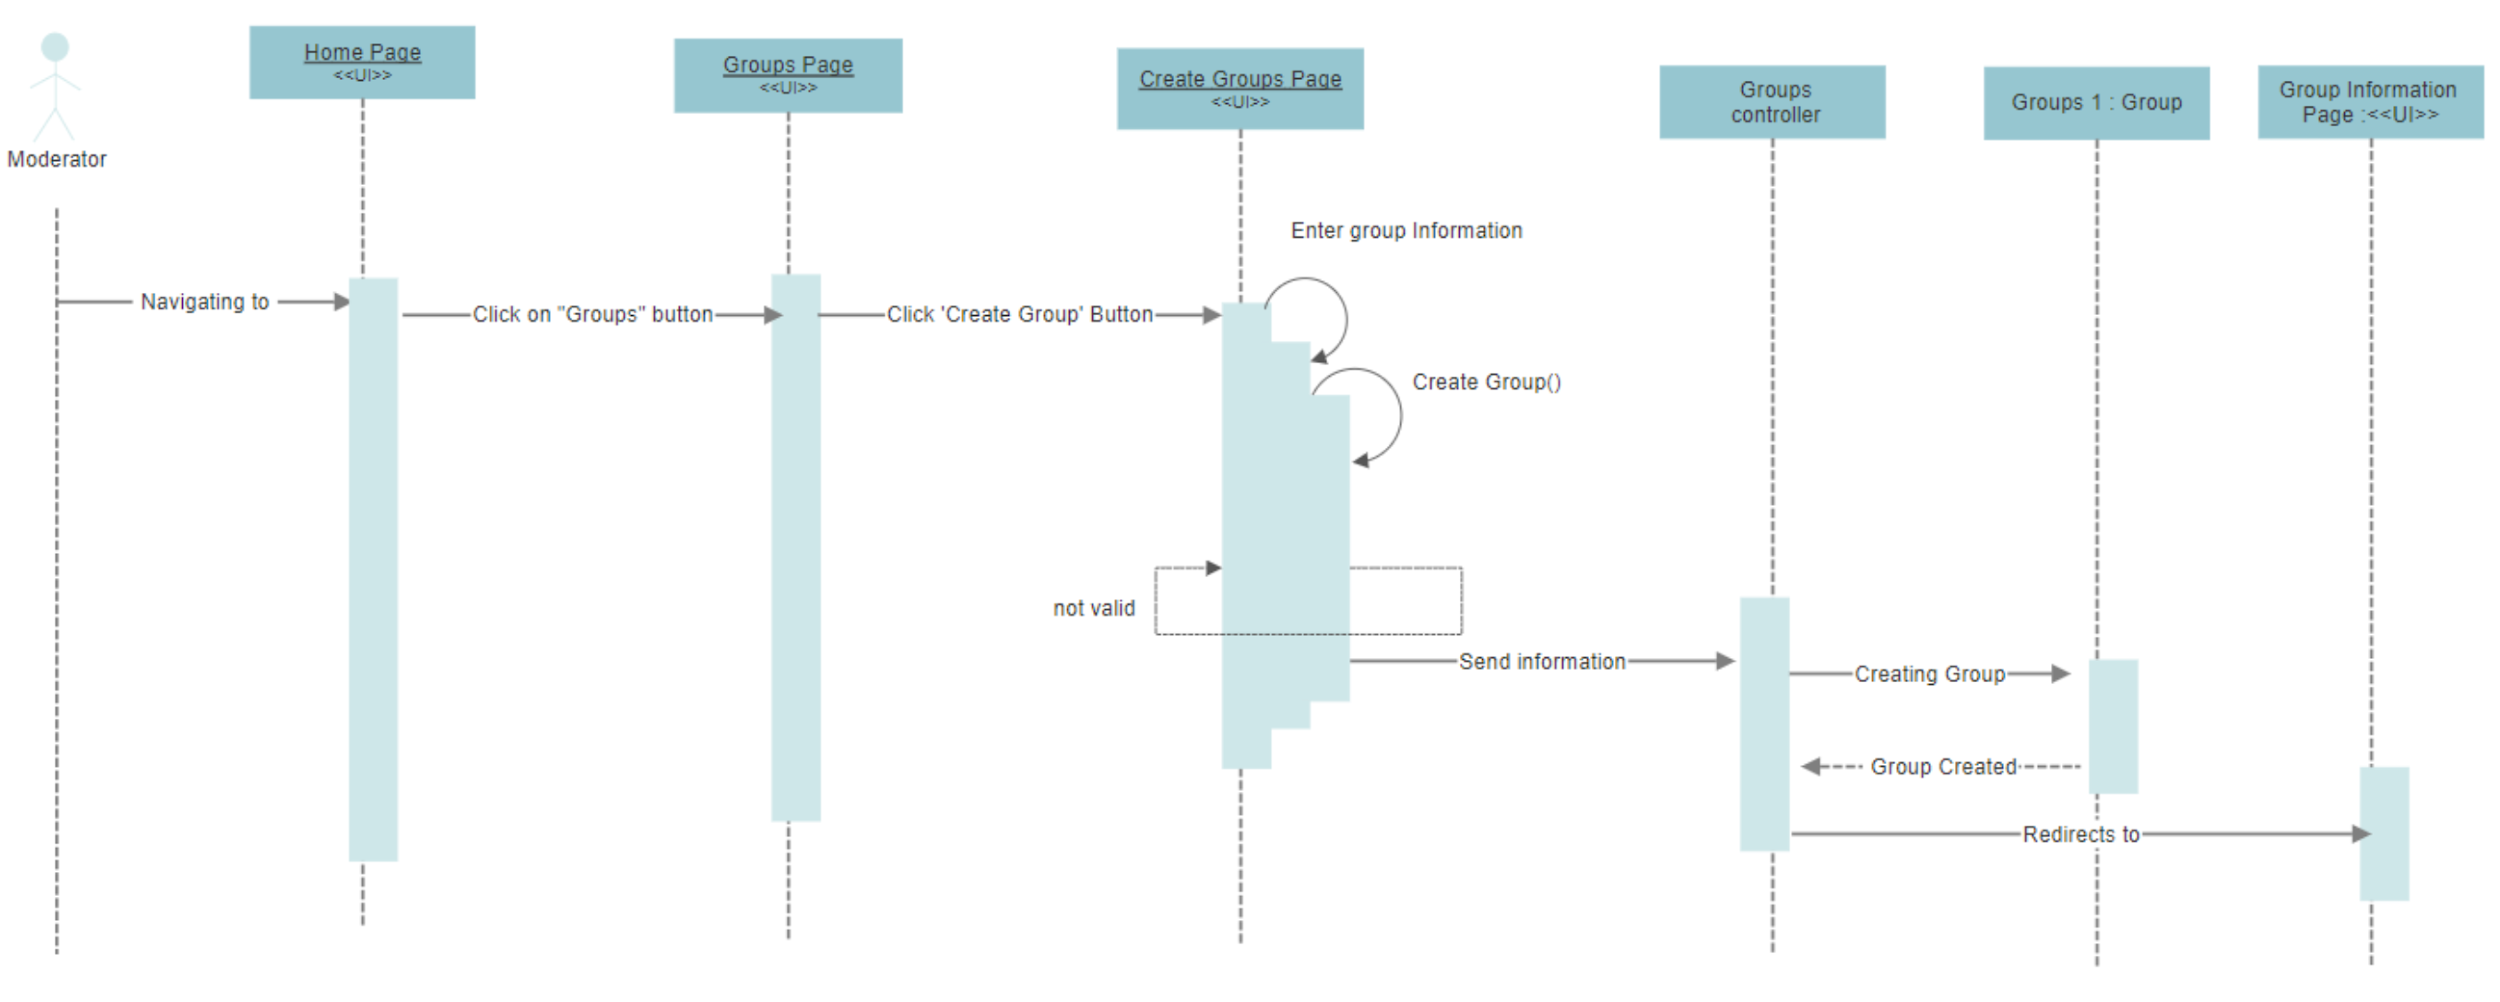 Home Page
<<UI>>
Groups Page
<<UI>>
Create Groups Page
<<UI>>
Groups
controller
Groups 1 : Group
Group Information
Page :<<UI>>
Moderator
Enter group Information
Navigating to
Click on "Groups" button
Click 'Create Group' Button
Create Group()
not valid
Send information
Creating Group
Group Created
Redirects to